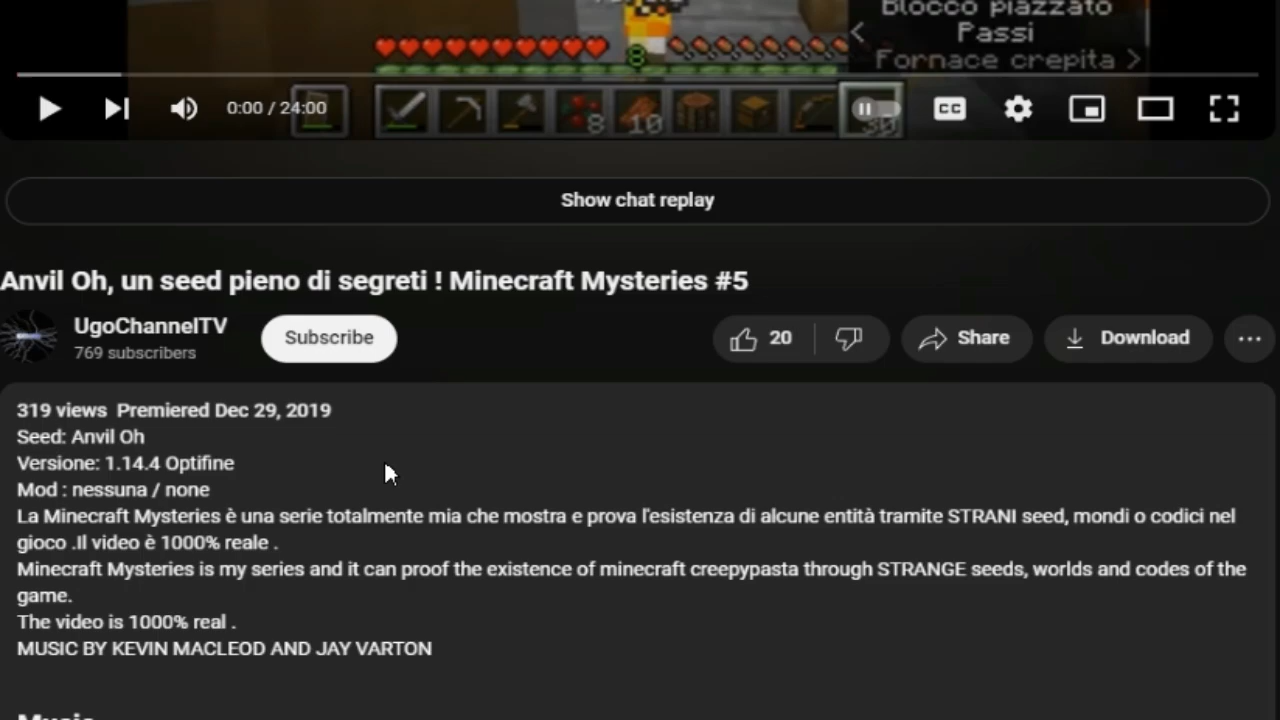 Blocco piazzato
< Passi
Fornace crepita >
8
0:00 / 24:00
8
10
30
CC
Show chat replay
Anvil Oh, un seed pieno di segreti ! Minecraft Mysteries #5
UgoChannelTV
769 subscribers
Subscribe
20
Share
Download
319 views Premiered Dec 29, 2019
Seed: Anvil Oh
Versione: 1.14.4 Optifine
Mod : nessuna / none
La Minecraft Mysteries è una serie totalmente mia che mostra e prova l'esistenza di alcune entità tramite STRANI seed, mondi o codici nel
gioco .Il video è 1000% reale .
Minecraft Mysteries is my series and it can proof the existence of minecraft creepypasta through STRANGE seeds, worlds and codes of the
game.
The video is 1000% real .
MUSIC BY KEVIN MACLEOD AND JAY VARTON
Music